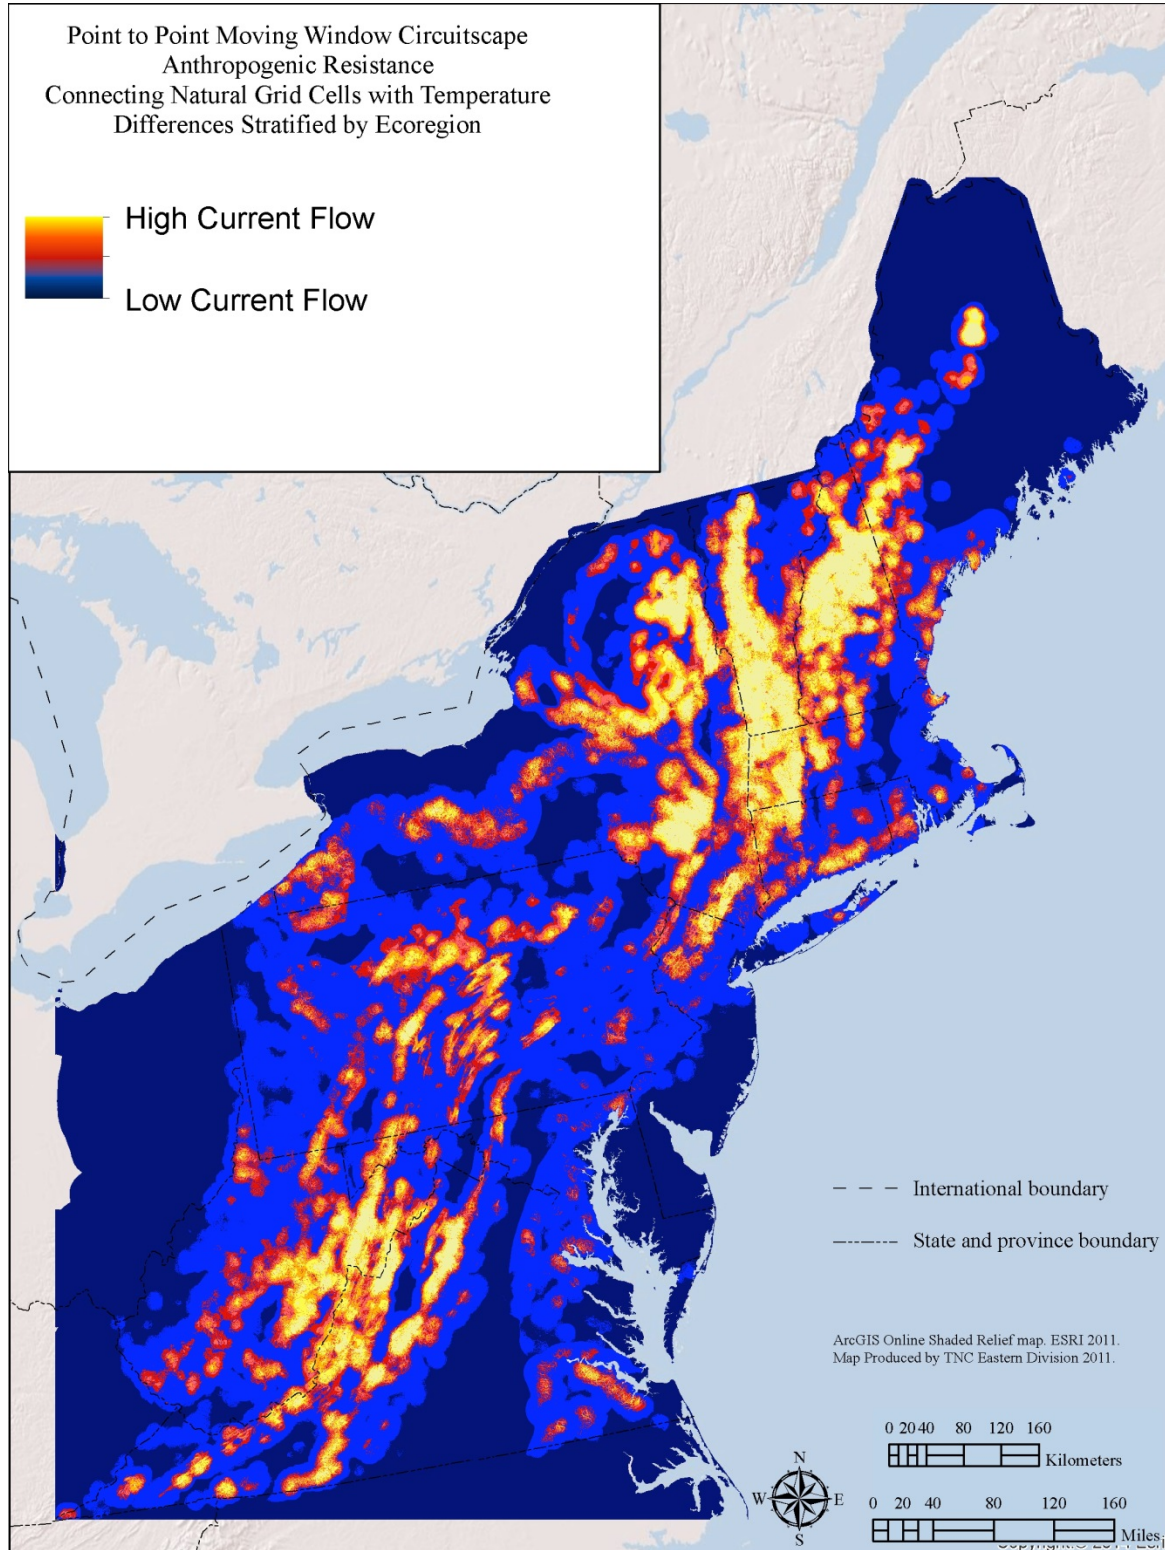 Point to Point Moving Window Circuitscape
Anthropogenic Resistance
Connecting Natural Grid Cells with Temperature
Differences Stratified by Ecoregion
High Current Flow
Low Current Flow
International boundary
State and province boundary
ArcGIS Online Shaded Relief map. ESRI 2011.
Map Produced by TNC Eastern Division 2011.
0 20 40 80 120 160
Kilometers
N
W E
S
0 20 40 80 120 160
Miles